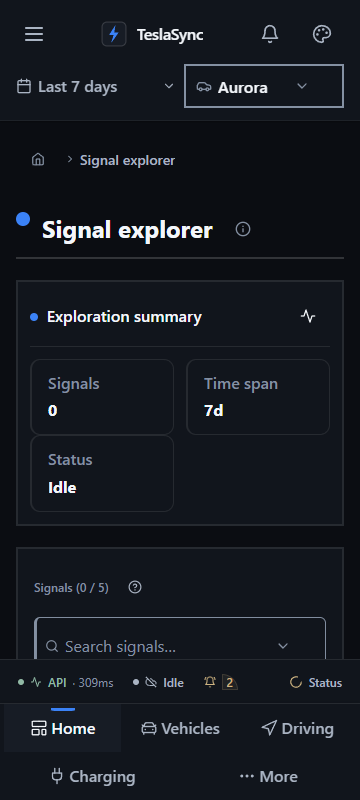 TeslaSync
Last 7 days
Aurora
Signal explorer
Signal explorer
Exploration summary
Signals
0
Time span
7d
Status
Idle
Signals (0 / 5)
Search signals...
API · 309ms
Idle
2
Status
Home
Vehicles
Driving
Charging
More